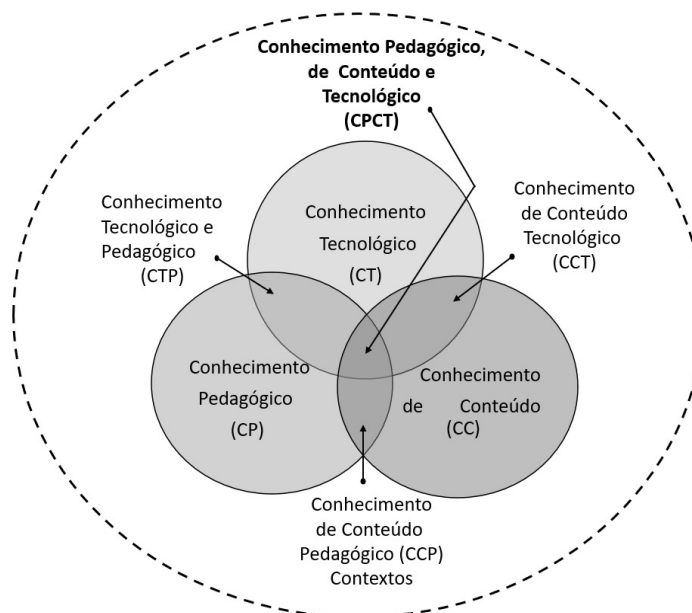 Conhecimento Pedagógico,
de Conteúdo e
Tecnológico
(CPCT)
Conhecimento
Tecnológico e
Pedagógico
(CTP)
Conhecimento
Tecnológico
(CT)
Conhecimento
de Conteúdo
Tecnológico
(CCT)
Conhecimento
Pedagógico
(CP)
Conhecimento
de Conteúdo
(CC)
Conhecimento
de Conteúdo
Pedagógico (CCP)
Contextos